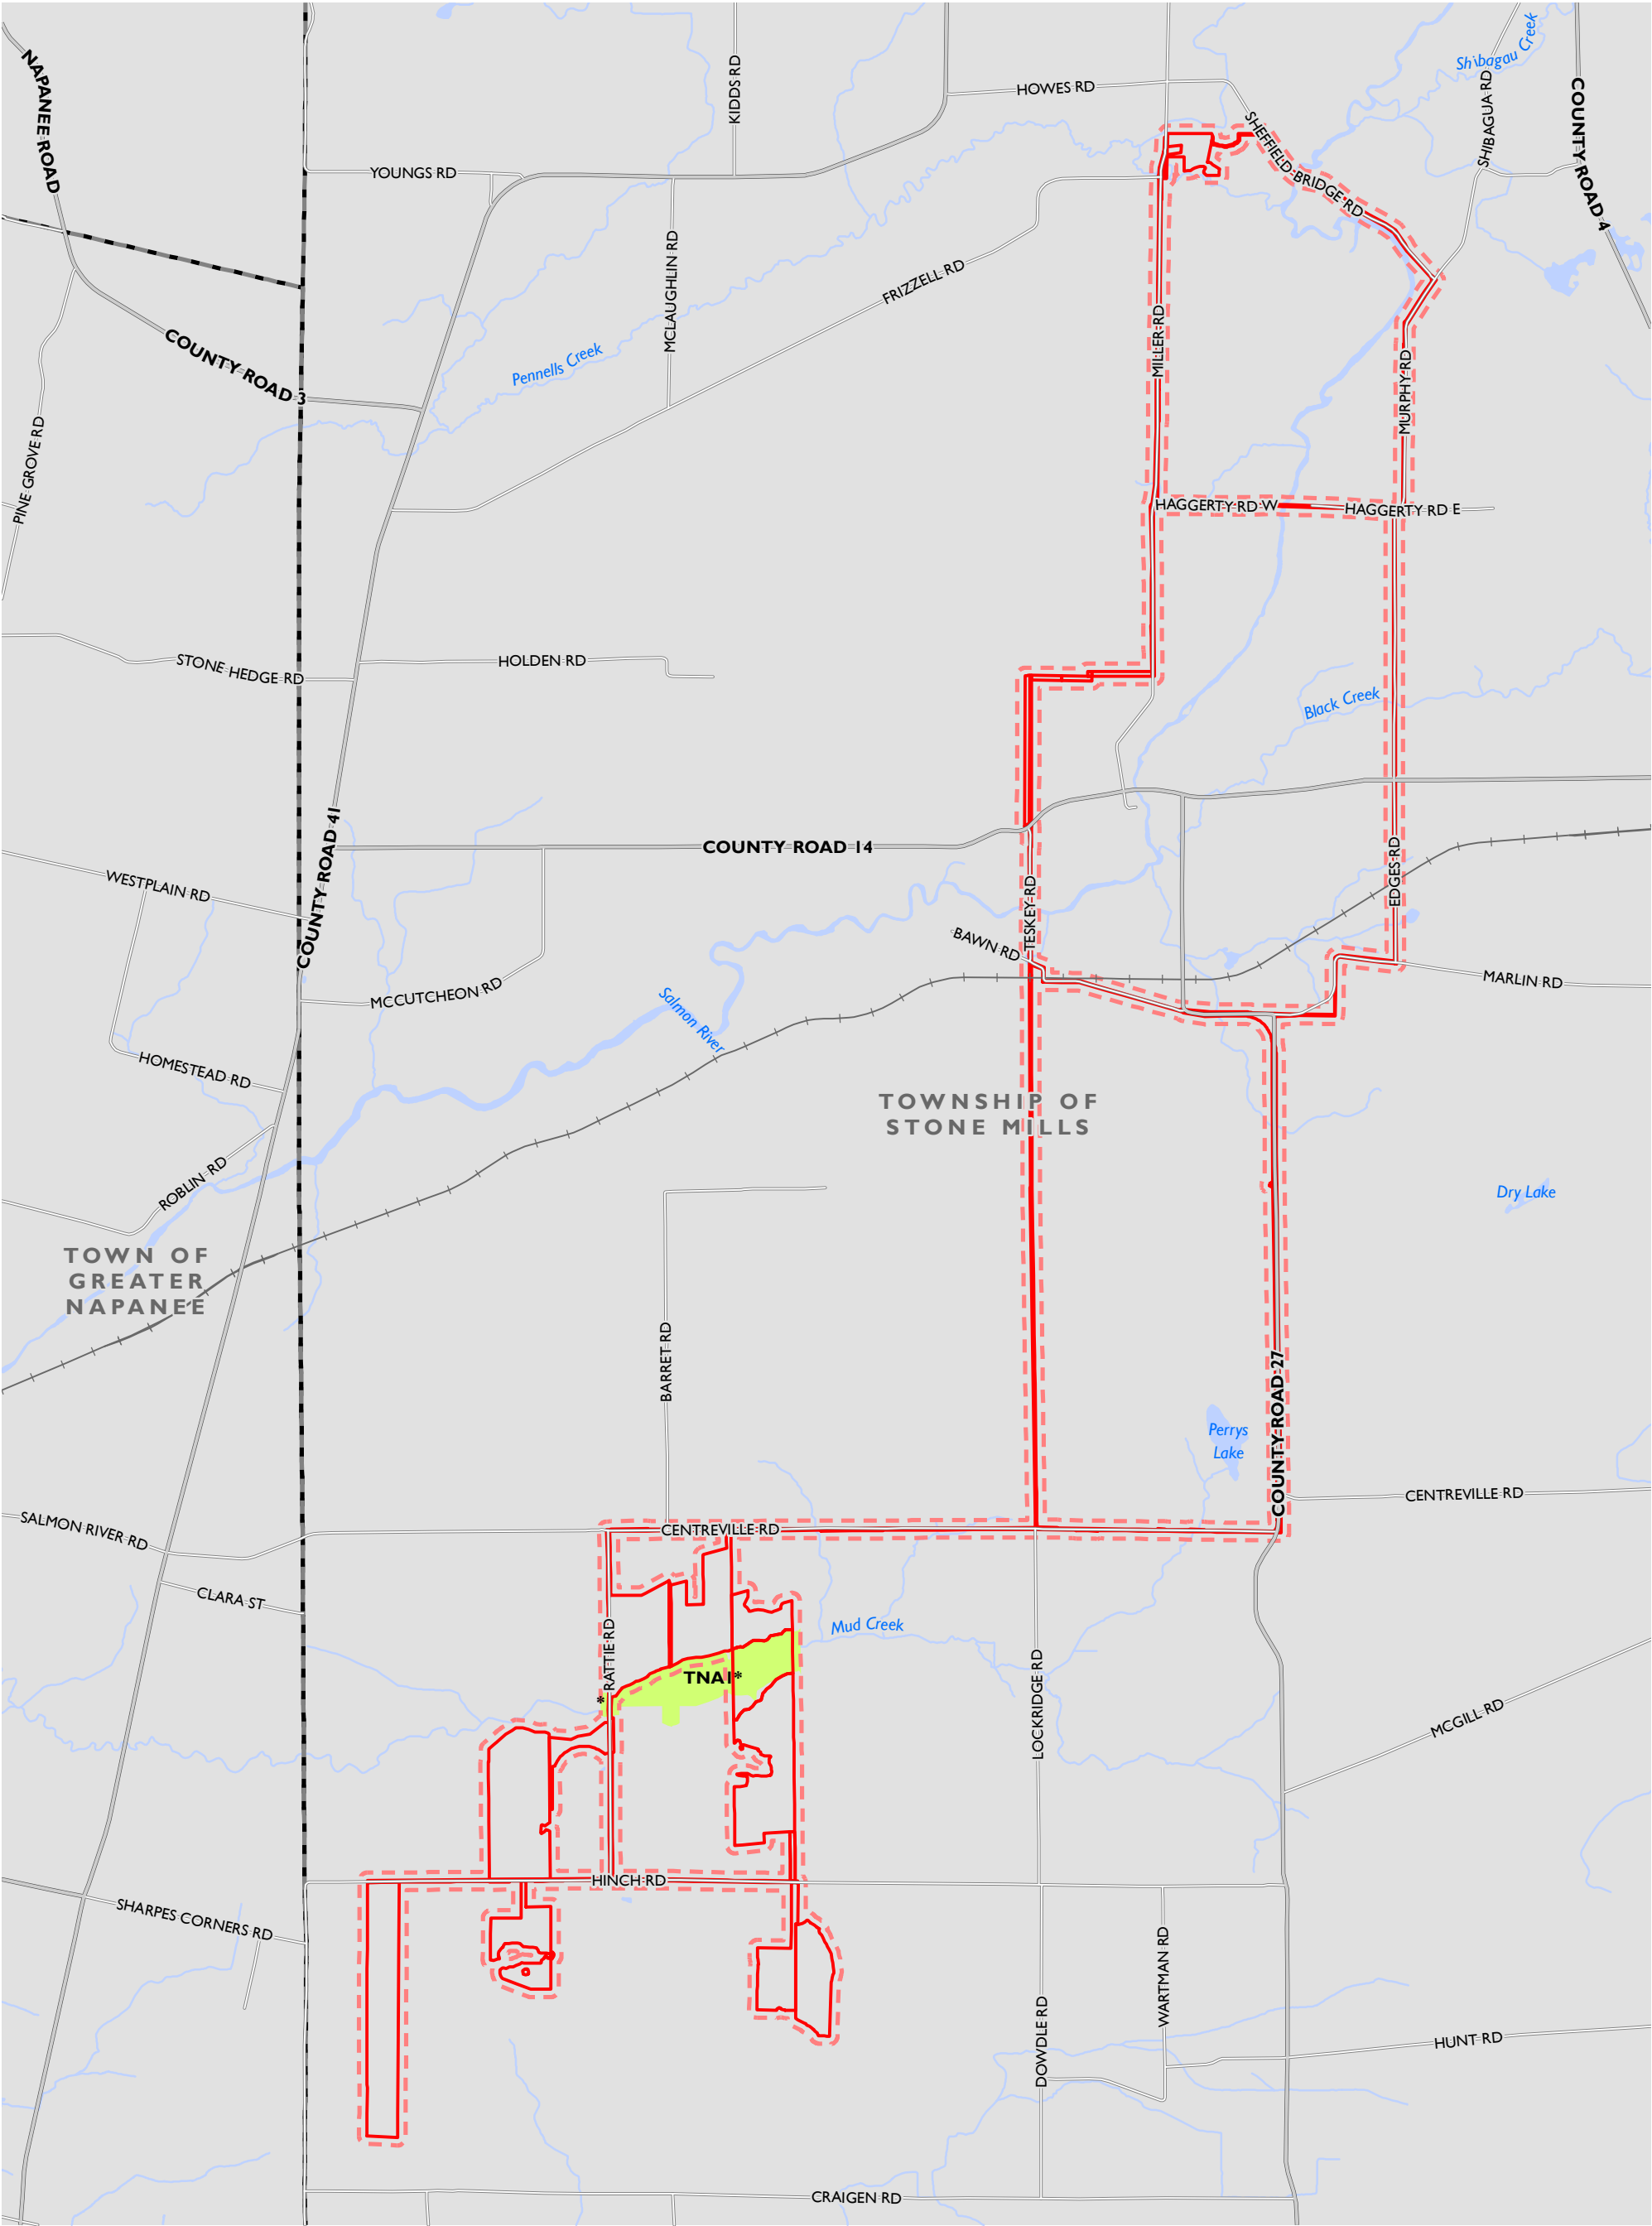 Shibagau Creek
NAPANEE ROAD
KIDDS RD
HOWES RD
SHIBAGUA RD
COUNTY ROAD 4
SHEFFIELD BRIDGE RD
YOUNGS RD
MCLAUGHLIN RD
FRIZZELL RD
MILLER RD
COUNTY ROAD 3
Pennells Creek
MURPHY RD
PINE GROVE RD
HAGGERTY RD W
HAGGERTY RD E
STONE HEDGE RD
HOLDEN RD
Black Creek
COUNTY ROAD 41
COUNTY ROAD 14
WESTPLAIN RD
TESKEY RD
EDGES RD
BAWN RD
MARLIN RD
MCCUTCHEON RD
Salmon River
HOMESTEAD RD
TOWNSHIP OF
STONE MILLS
ROBLIN RD
Dry Lake
TOWN OF
GREATER
NAPANEE
BARRET RD
COUNTY ROAD 27
Perrys
Lake
CENTREVILLE RD
SALMON RIVER RD
CENTREVILLE RD
CLARA ST
RATTIE RD
Mud Creek
LOCKRIDGE RD
TNAI*
*
MCGILL RD
HINCH RD
SHARPES CORNERS RD
WARTMAN RD
DOWDLE RD
HUNT RD
CRAIGEN RD